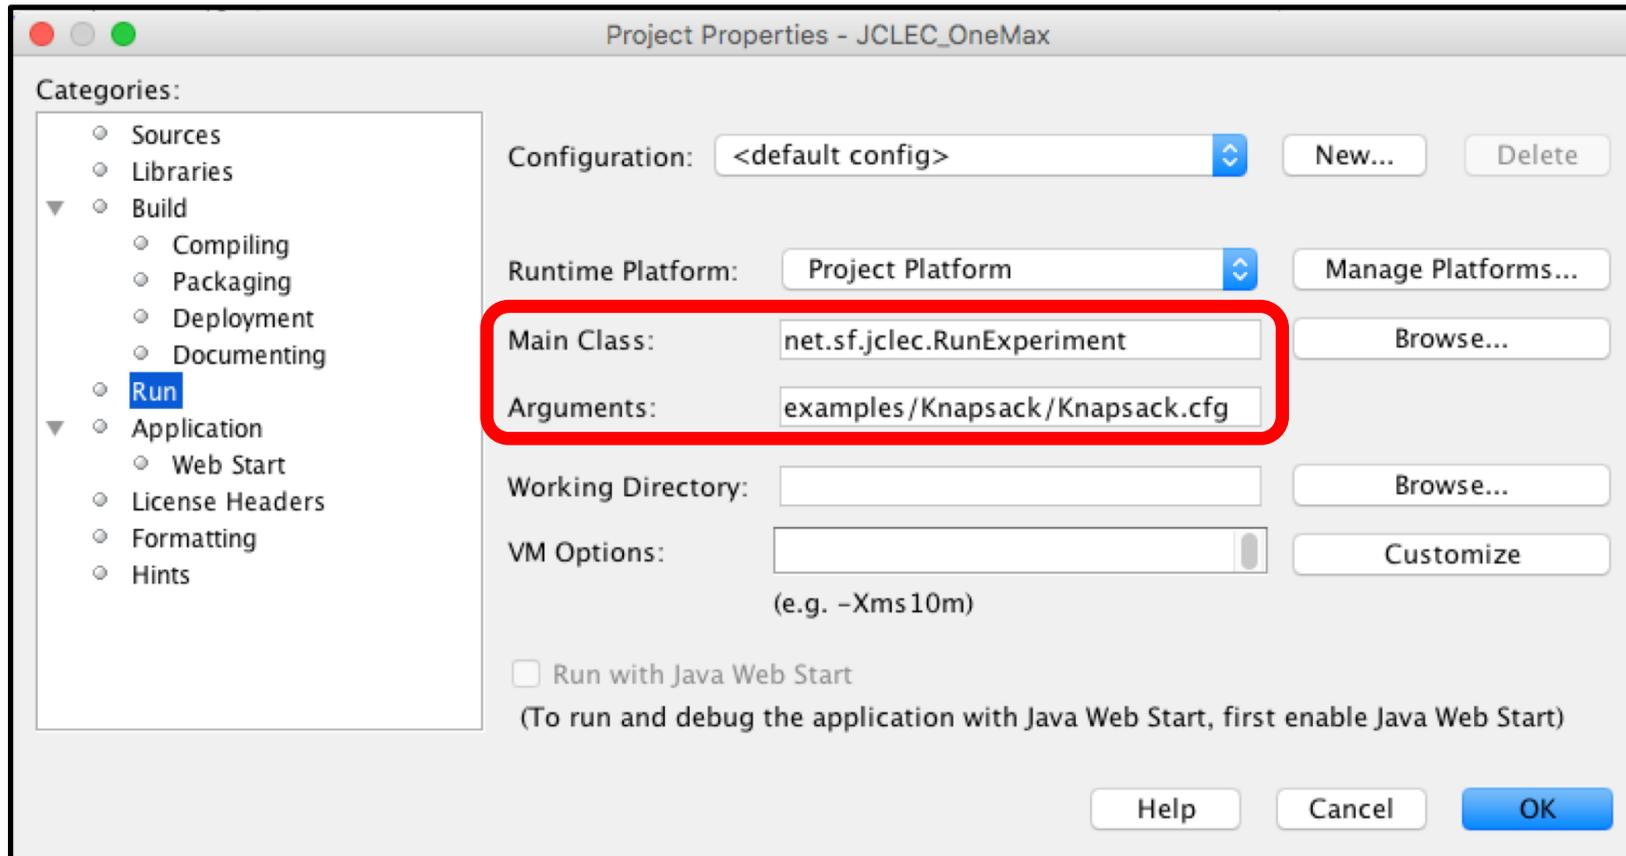 Project Properties - JCLEC_OneMax
Categories:
Sources
Libraries
Build
Compiling
Packaging
Deployment
Documenting
Run
Application
Web Start
License Headers
Formatting
Hints
Configuration: <default config> New... Delete
Runtime Platform: Project Platform Manage Platforms...
Main Class: net.sf.jclec.RunExperiment Browse...
Arguments: examples/Knapsack/Knapsack.cfg
Working Directory: Browse...
VM Options: Customize
(e.g. -Xms10m)
Run with Java Web Start
(To run and debug the application with Java Web Start, first enable Java Web Start)
Help Cancel OK